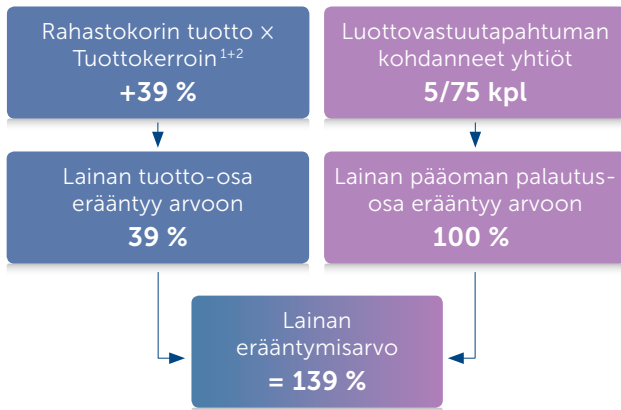 Rahastokorin tuotto ×
Tuottokerroin¹⁺²
+39 %
Luottovastuutapahtuman
kohdanneet yhtiöt
5/75 kpl
Lainan tuotto-osa
erääntyy arvoon
39 %
Lainan pääoman palautus-
osa erääntyy arvoon
100 %
Lainan
erääntymisarvo
= 139 %